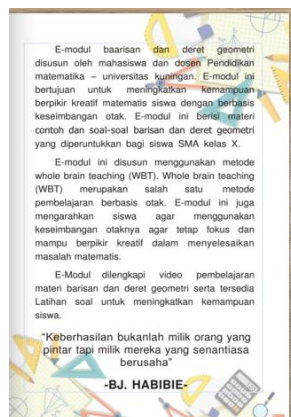 E-modul baarisan dan deret geometri
disusun oleh mahasiswa dan dosen Pendidikan
matematika – universitas kuningan. E-modul ini
bertujuan untuk meningkatkan kemampuan
berpikir kreatif matematis siswa dengan berbasis
keseimbangan otak. E-modul ini berisi materi
contoh dan soal-soal barisan dan deret geometri
yang diperuntukkan bagi siswa SMA kelas X.
E-modul ini disusun menggunakan metode
whole brain teaching (WBT). Whole brain teaching
(WBT) merupakan salah satu metode
pembelajaran berbasis otak. E-modul ini juga
mengarahkan siswa agar menggunakan
keseimbangan otaknya agar tetap fokus dan
mampu berpikir kreatif dalam menyelesaikan
masalah matematis.
E-Modul dilengkapi video pembelajaran
materi barisan dan deret geometri serta tersedia
Latihan soal untuk meningkatkan kemampuan
siswa.
“Keberhasilan bukanlah milik orang yang
pintar tapi milik mereka yang senantiasa
berusaha”
-BJ. HABIBIE-